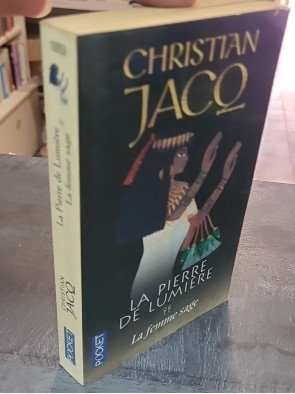 CHRISTIAN
JACQ
LA PIERRE
DE LUMIÈRE
La femme sage
La Pierre de Lumière
La femme sage
CHRISTIAN
JACQ
POCKET